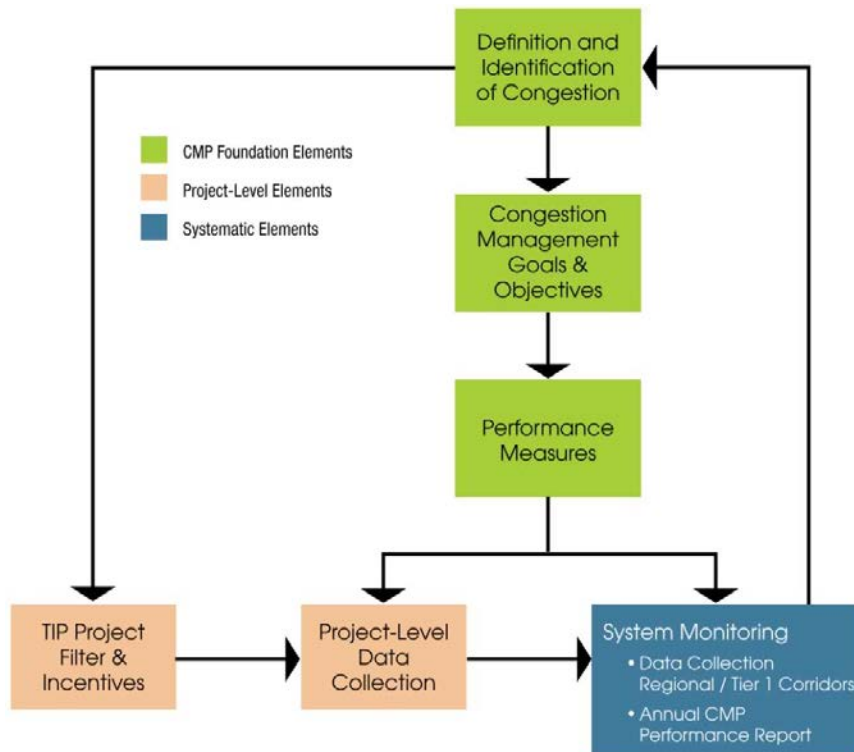 Definition and
Identification
of Congestion
CMP Foundation Elements
Project-Level Elements
Systematic Elements
Congestion
Management
Goals &
Objectives
Performance
Measures
TIP Project
Filter &
Incentives
Project-Level
Data
Collection
System Monitoring
• Data Collection
Regional / Tier 1 Corridors
• Annual CMP
Performance Report